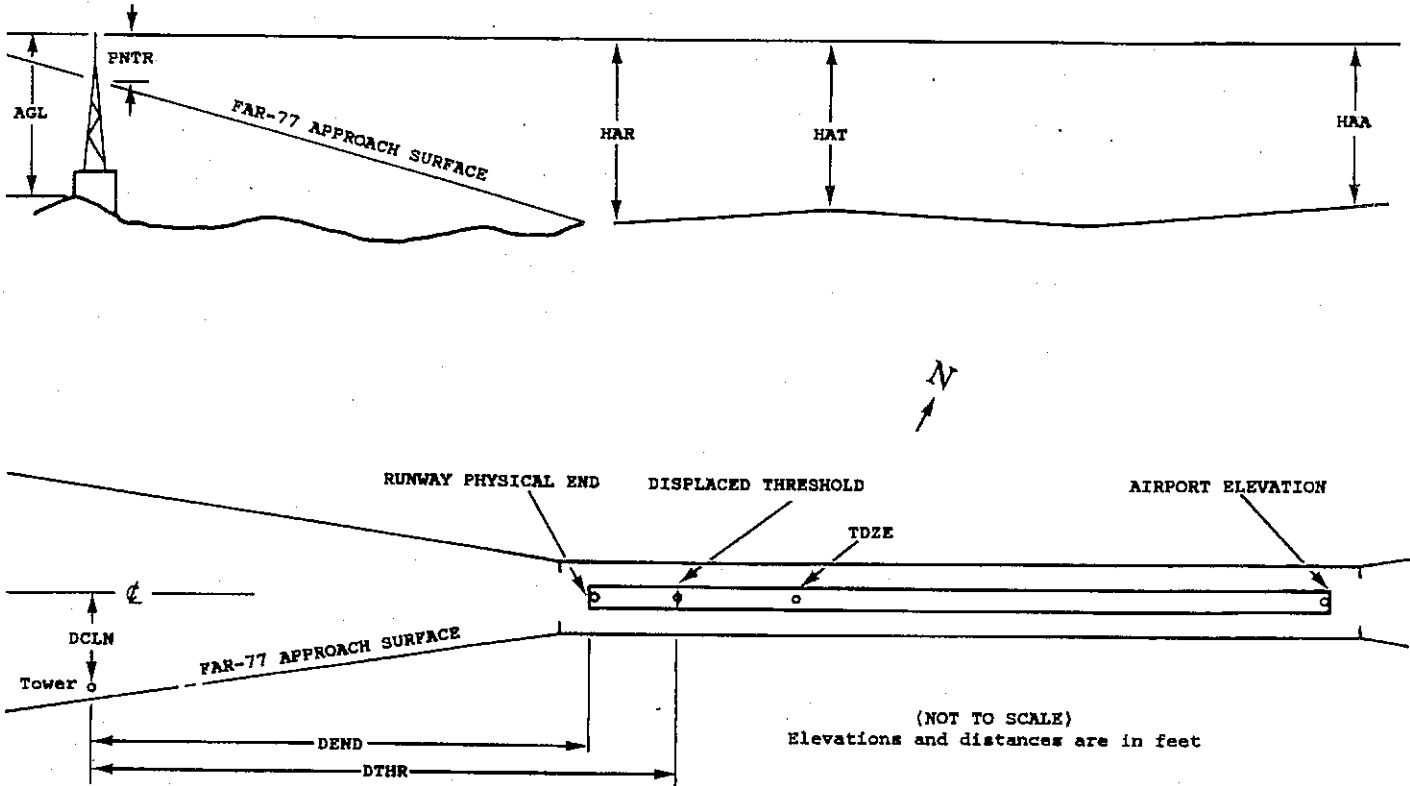 PNTR
AGL
FAR-77 APPROACH SURFACE
HAR
HAT
HAA
N
RUNWAY PHYSICAL END
DISPLACED THRESHOLD
AIRPORT ELEVATION
TDZE
℄
DCLN
FAR-77 APPROACH SURFACE
Tower
(NOT TO SCALE)
Elevations and distances are in feet
DEND
DTHR